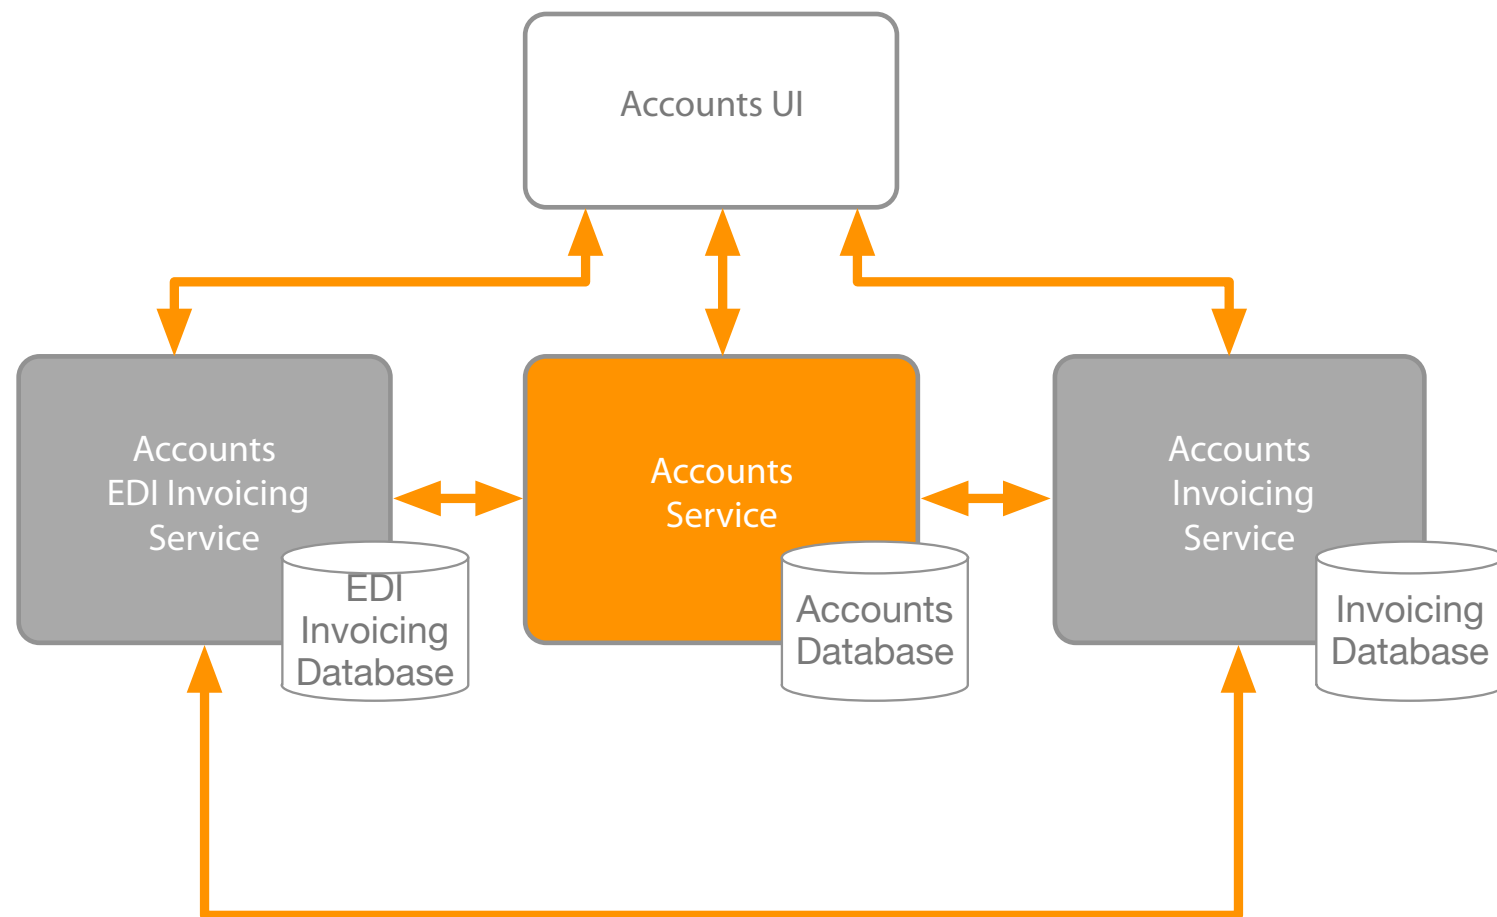 Accounts UI
Accounts
EDI Invoicing
Service
EDI
Invoicing
Database
Accounts
Service
Accounts
Database
Accounts
Invoicing
Service
Invoicing
Database